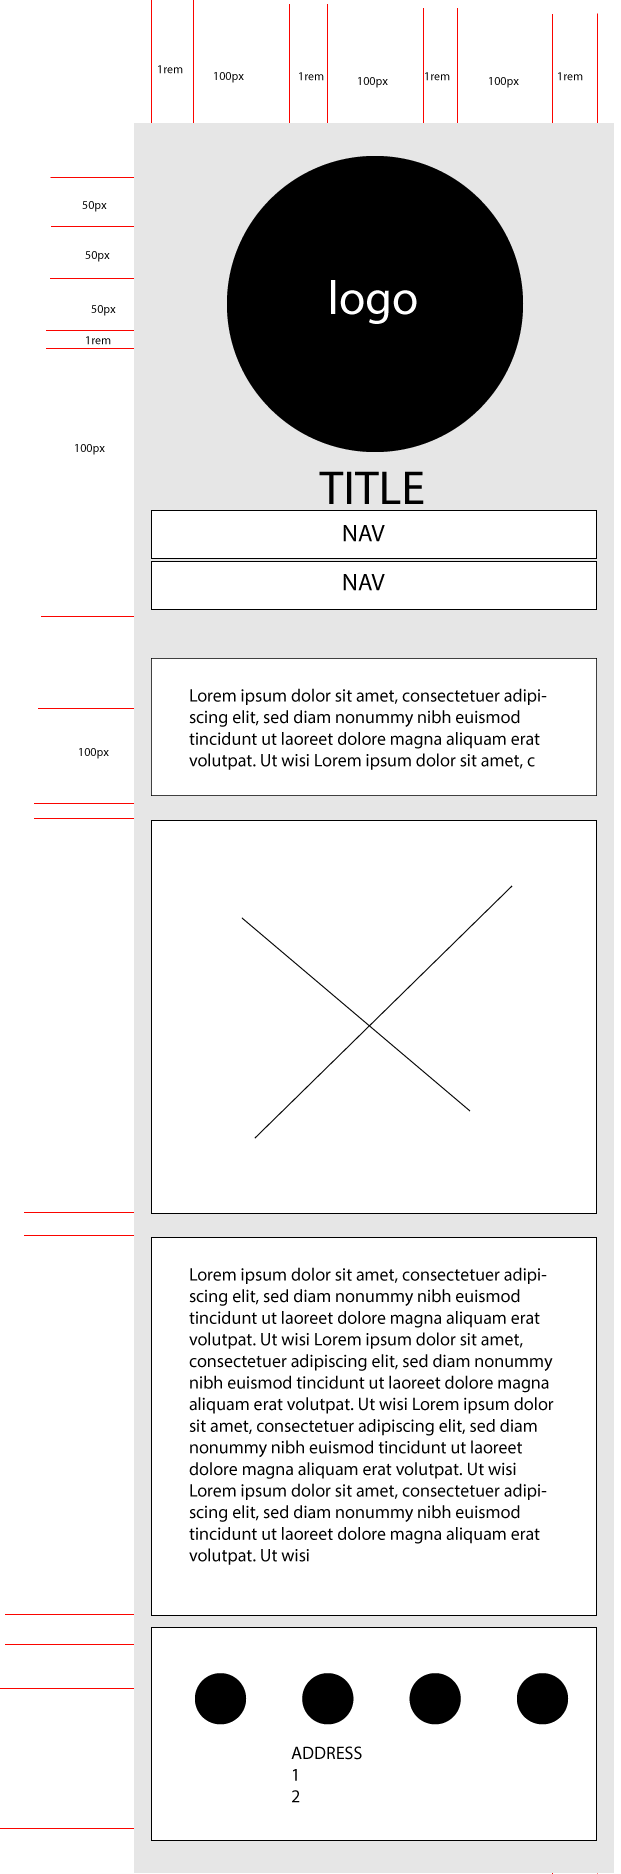 1rem
100px
1rem
100px
1rem
100px
1rem
50px
50px
50px
1rem
100px
100px
logo
TITLE
NAV
NAV
Lorem ipsum dolor sit amet, consectetuer adipi-
scing elit, sed diam nonummy nibh euismod
tincidunt ut laoreet dolore magna aliquam erat
volutpat. Ut wisi Lorem ipsum dolor sit amet, c
Lorem ipsum dolor sit amet, consectetuer adipi-
scing elit, sed diam nonummy nibh euismod
tincidunt ut laoreet dolore magna aliquam erat
volutpat. Ut wisi Lorem ipsum dolor sit amet,
consectetuer adipiscing elit, sed diam nonummy
nibh euismod tincidunt ut laoreet dolore magna
aliquam erat volutpat. Ut wisi Lorem ipsum dolor
sit amet, consectetuer adipiscing elit, sed diam
nonummy nibh euismod tincidunt ut laoreet
dolore magna aliquam erat volutpat. Ut wisi
Lorem ipsum dolor sit amet, consectetuer adipi-
scing elit, sed diam nonummy nibh euismod
tincidunt ut laoreet dolore magna aliquam erat
volutpat. Ut wisi
ADDRESS
1
2